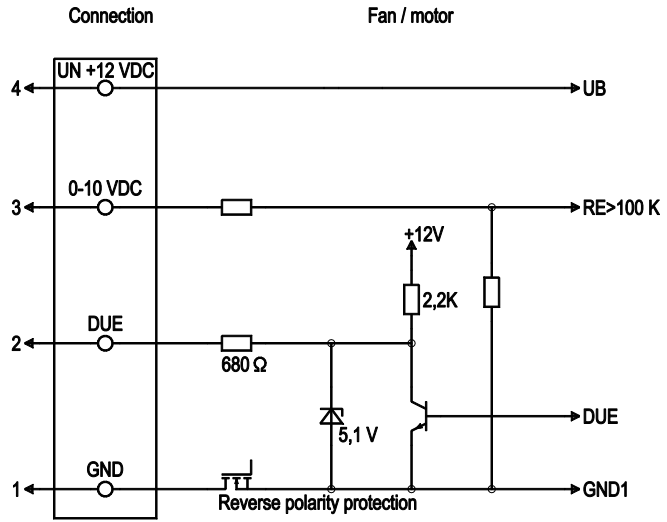 Connection Fan / motor
UN +12 VDC
4 UB
0-10 VDC
3 RE>100 K
+12V
2,2K
DUE
2
680 Ω
DUE
5,1 V
GND
1 GND1
Reverse polarity protection